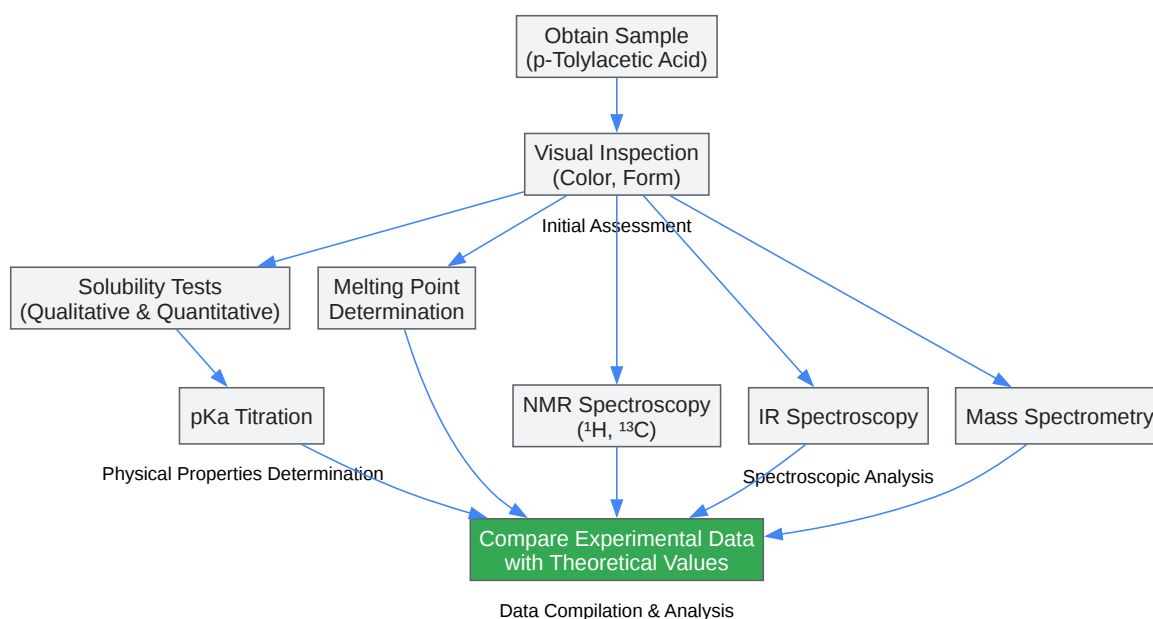 Obtain Sample
(p-Tolylacetic Acid)
Visual Inspection
(Color, Form)
Initial Assessment
Solubility Tests
(Qualitative & Quantitative)
Melting Point
Determination
pKa Titration
NMR Spectroscopy
(¹H, ¹³C)
IR Spectroscopy
Mass Spectrometry
Physical Properties Determination
Spectroscopic Analysis
Compare Experimental Data
with Theoretical Values
Data Compilation & Analysis